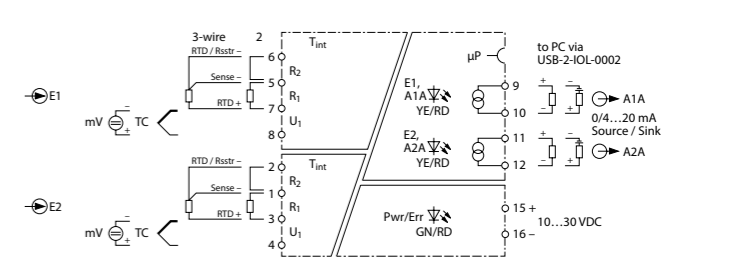 3-wire 2
RTD / Rsstr – 6
Sense – 5
RTD + 7
8
E1
mV – + TC
T int
R2
R1
U1
µP
to PC via
USB-2-IOL-0002
E1,
A1A
YE/RD
9
10
+ –
– +
A1A
0/4…20 mA
Source / Sink
E2,
A2A
YE/RD
11
12
+ –
– +
A2A
RTD / Rsstr – 2
Sense – 1
RTD + 3
4
E2
mV – + TC
T int
R2
R1
U1
Pwr/Err
GN/RD
15 +
16 –
10…30 VDC